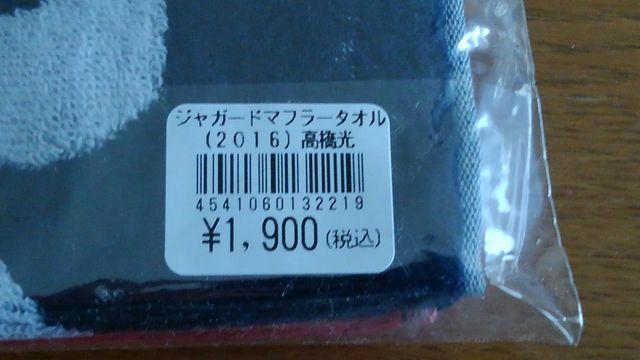 ジャガードマフラータオル
(2016)高橋光
4541060132219
¥1,900(税込)